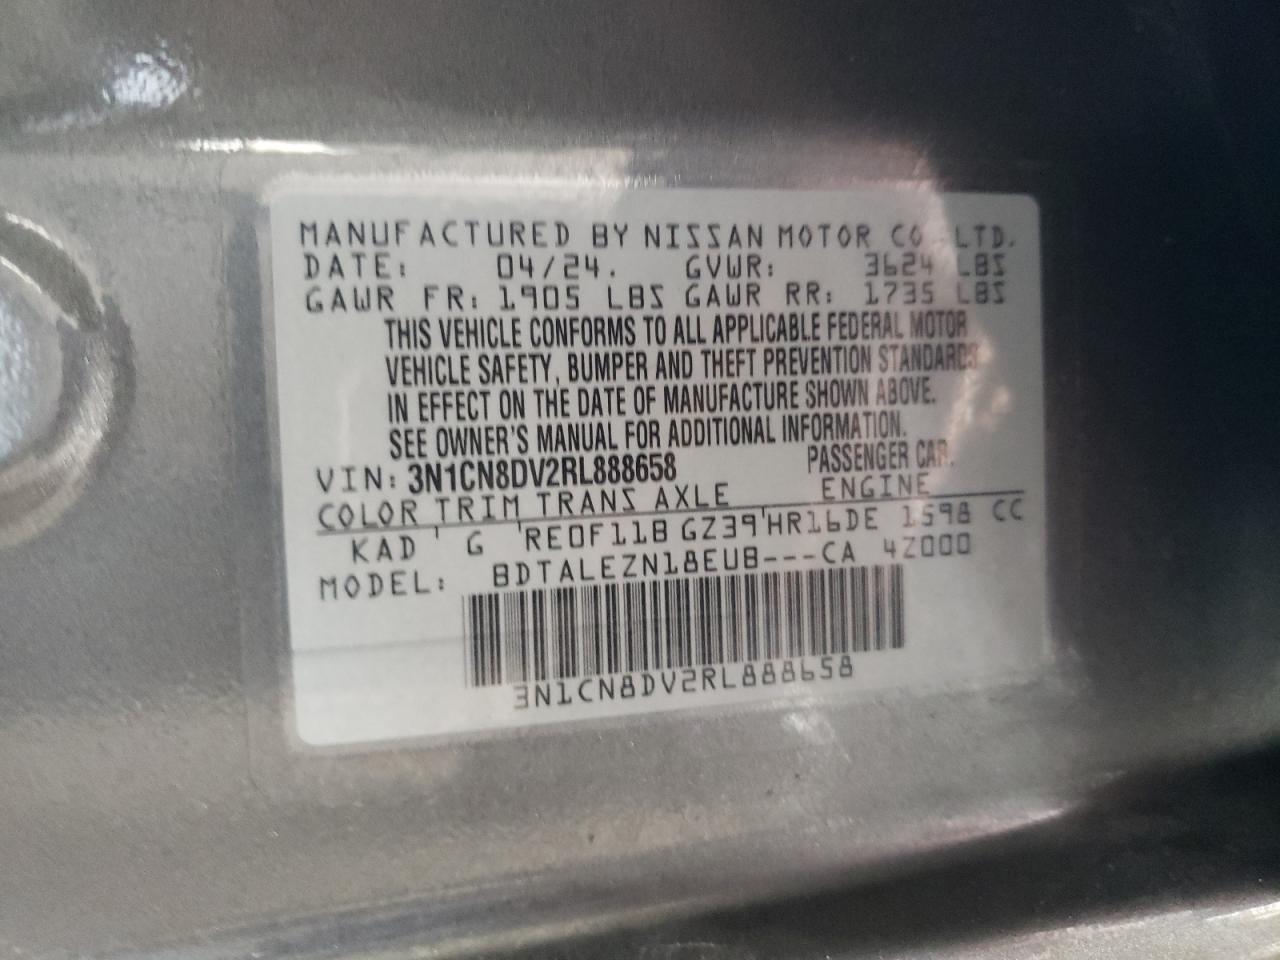 MANUFACTURED BY NISSAN MOTOR CO.,LTD.
DATE: 04/24. GVWR: 3624 LBS
GAWR FR: 1905 LBS GAWR RR: 1735 LBS
THIS VEHICLE CONFORMS TO ALL APPLICABLE FEDERAL MOTOR
VEHICLE SAFETY, BUMPER AND THEFT PREVENTION STANDARDS
IN EFFECT ON THE DATE OF MANUFACTURE SHOWN ABOVE.
SEE OWNER'S MANUAL FOR ADDITIONAL INFORMATION.
VIN: 3N1CN8DV2RL888658 PASSENGER CAR.
COLOR TRIM TRANS AXLE ENGINE
KAD G RE0F11B GZ39 HR16DE 1598 CC
MODEL: BDTALEZN18EUB---CA 4Z000
3N1CN8DV2RL888658